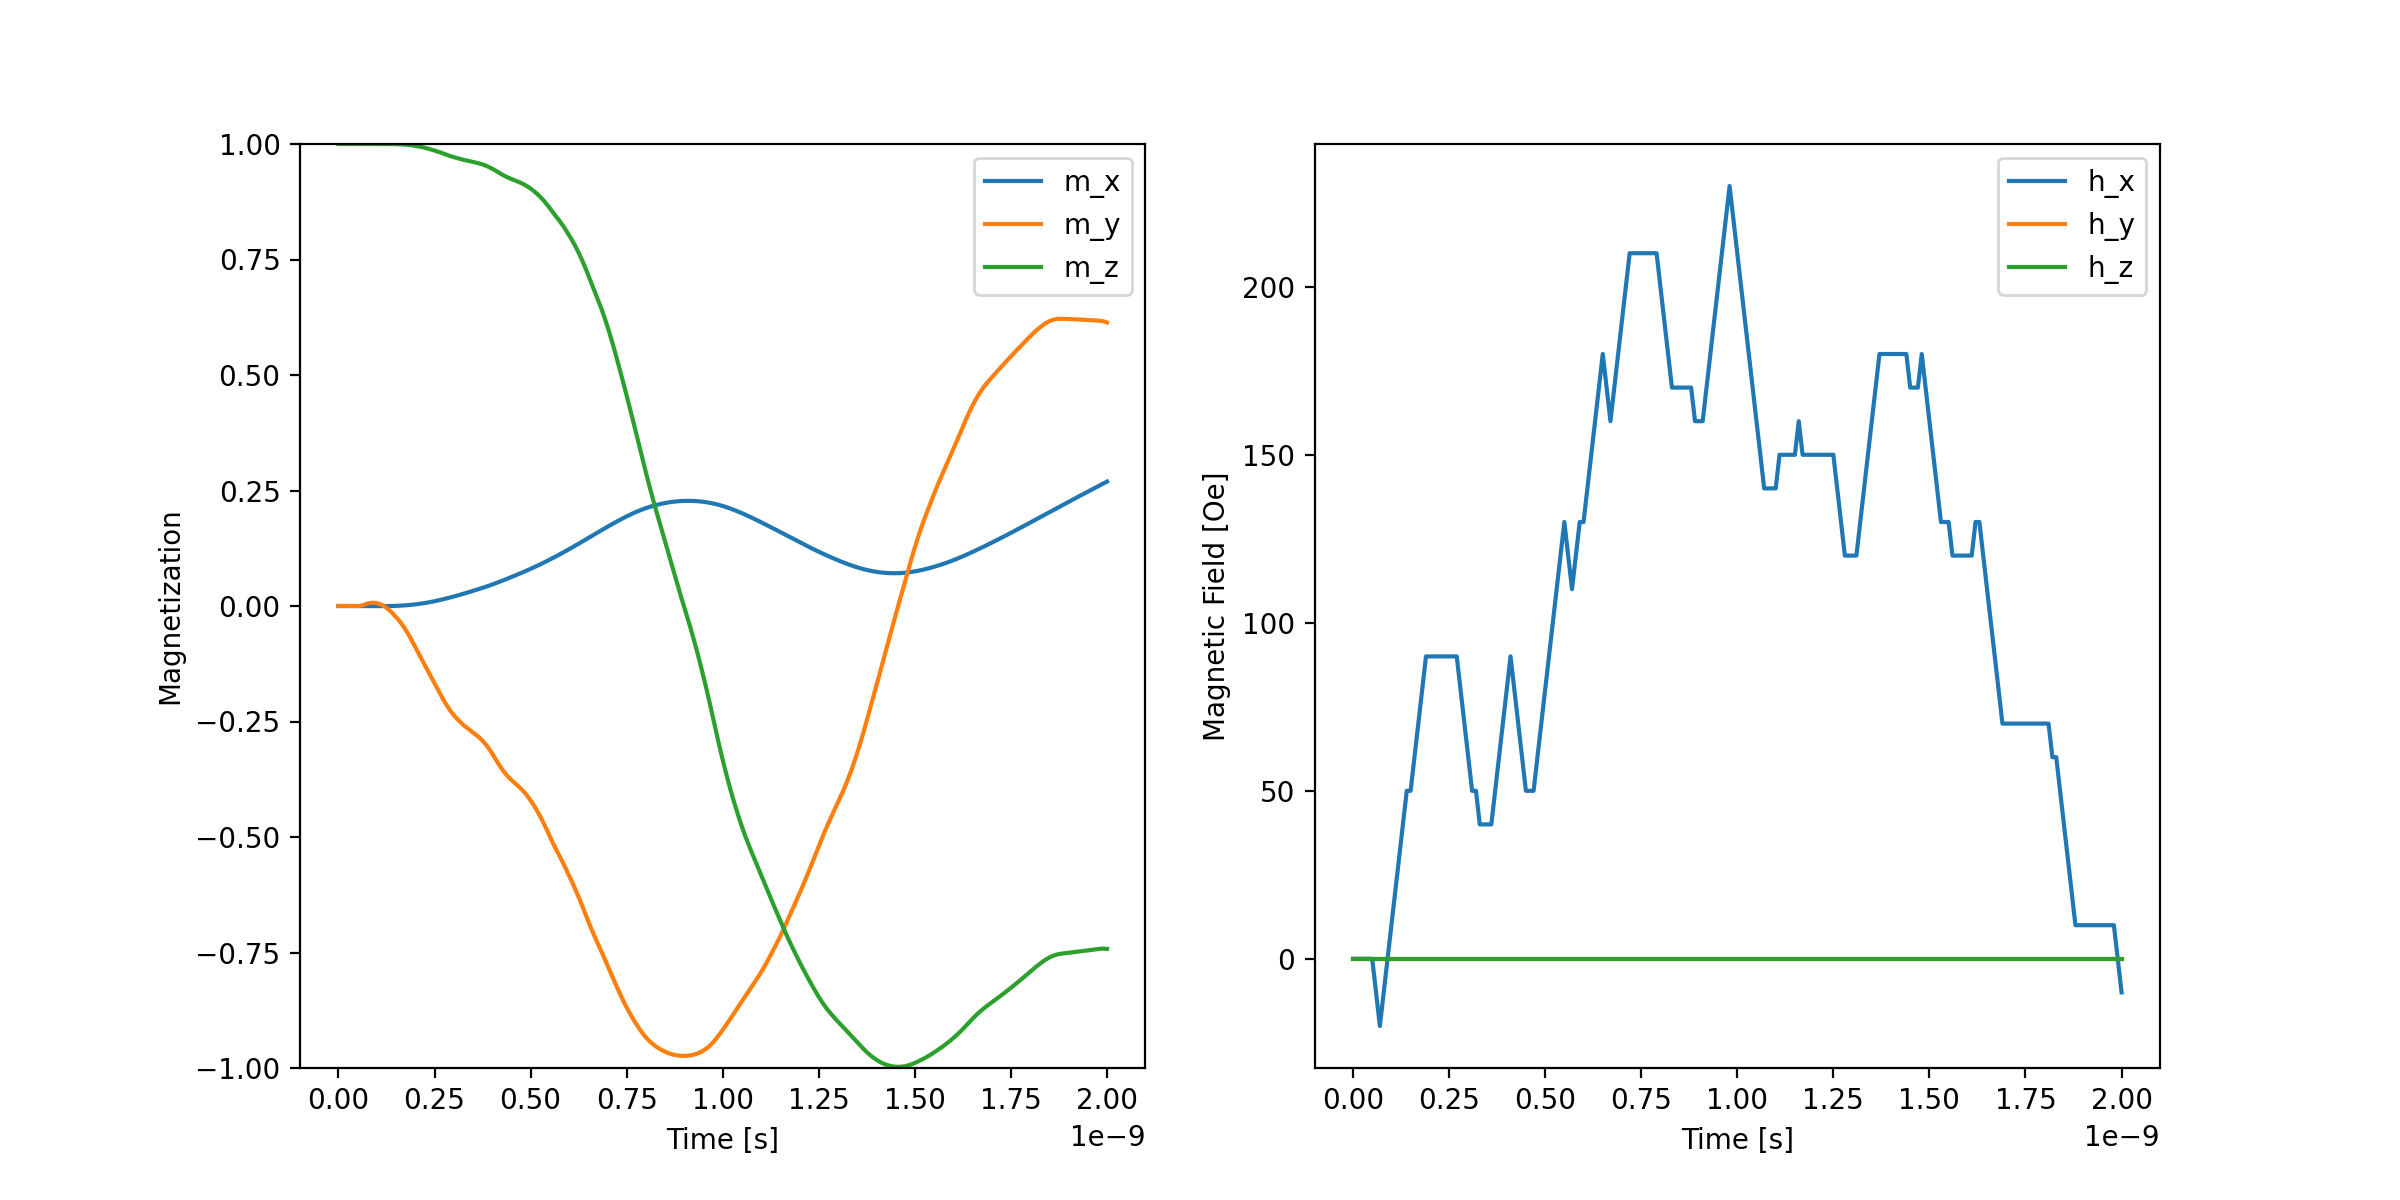 1.00
0.75
0.50
0.25
0.00
−0.25
−0.50
−0.75
−1.00
Magnetization
0.00 0.25 0.50 0.75 1.00 1.25 1.50 1.75 2.00
Time [s]
1e−9
m_x
m_y
m_z
200
150
100
50
0
Magnetic Field [Oe]
0.00 0.25 0.50 0.75 1.00 1.25 1.50 1.75 2.00
Time [s]
1e−9
h_x
h_y
h_z